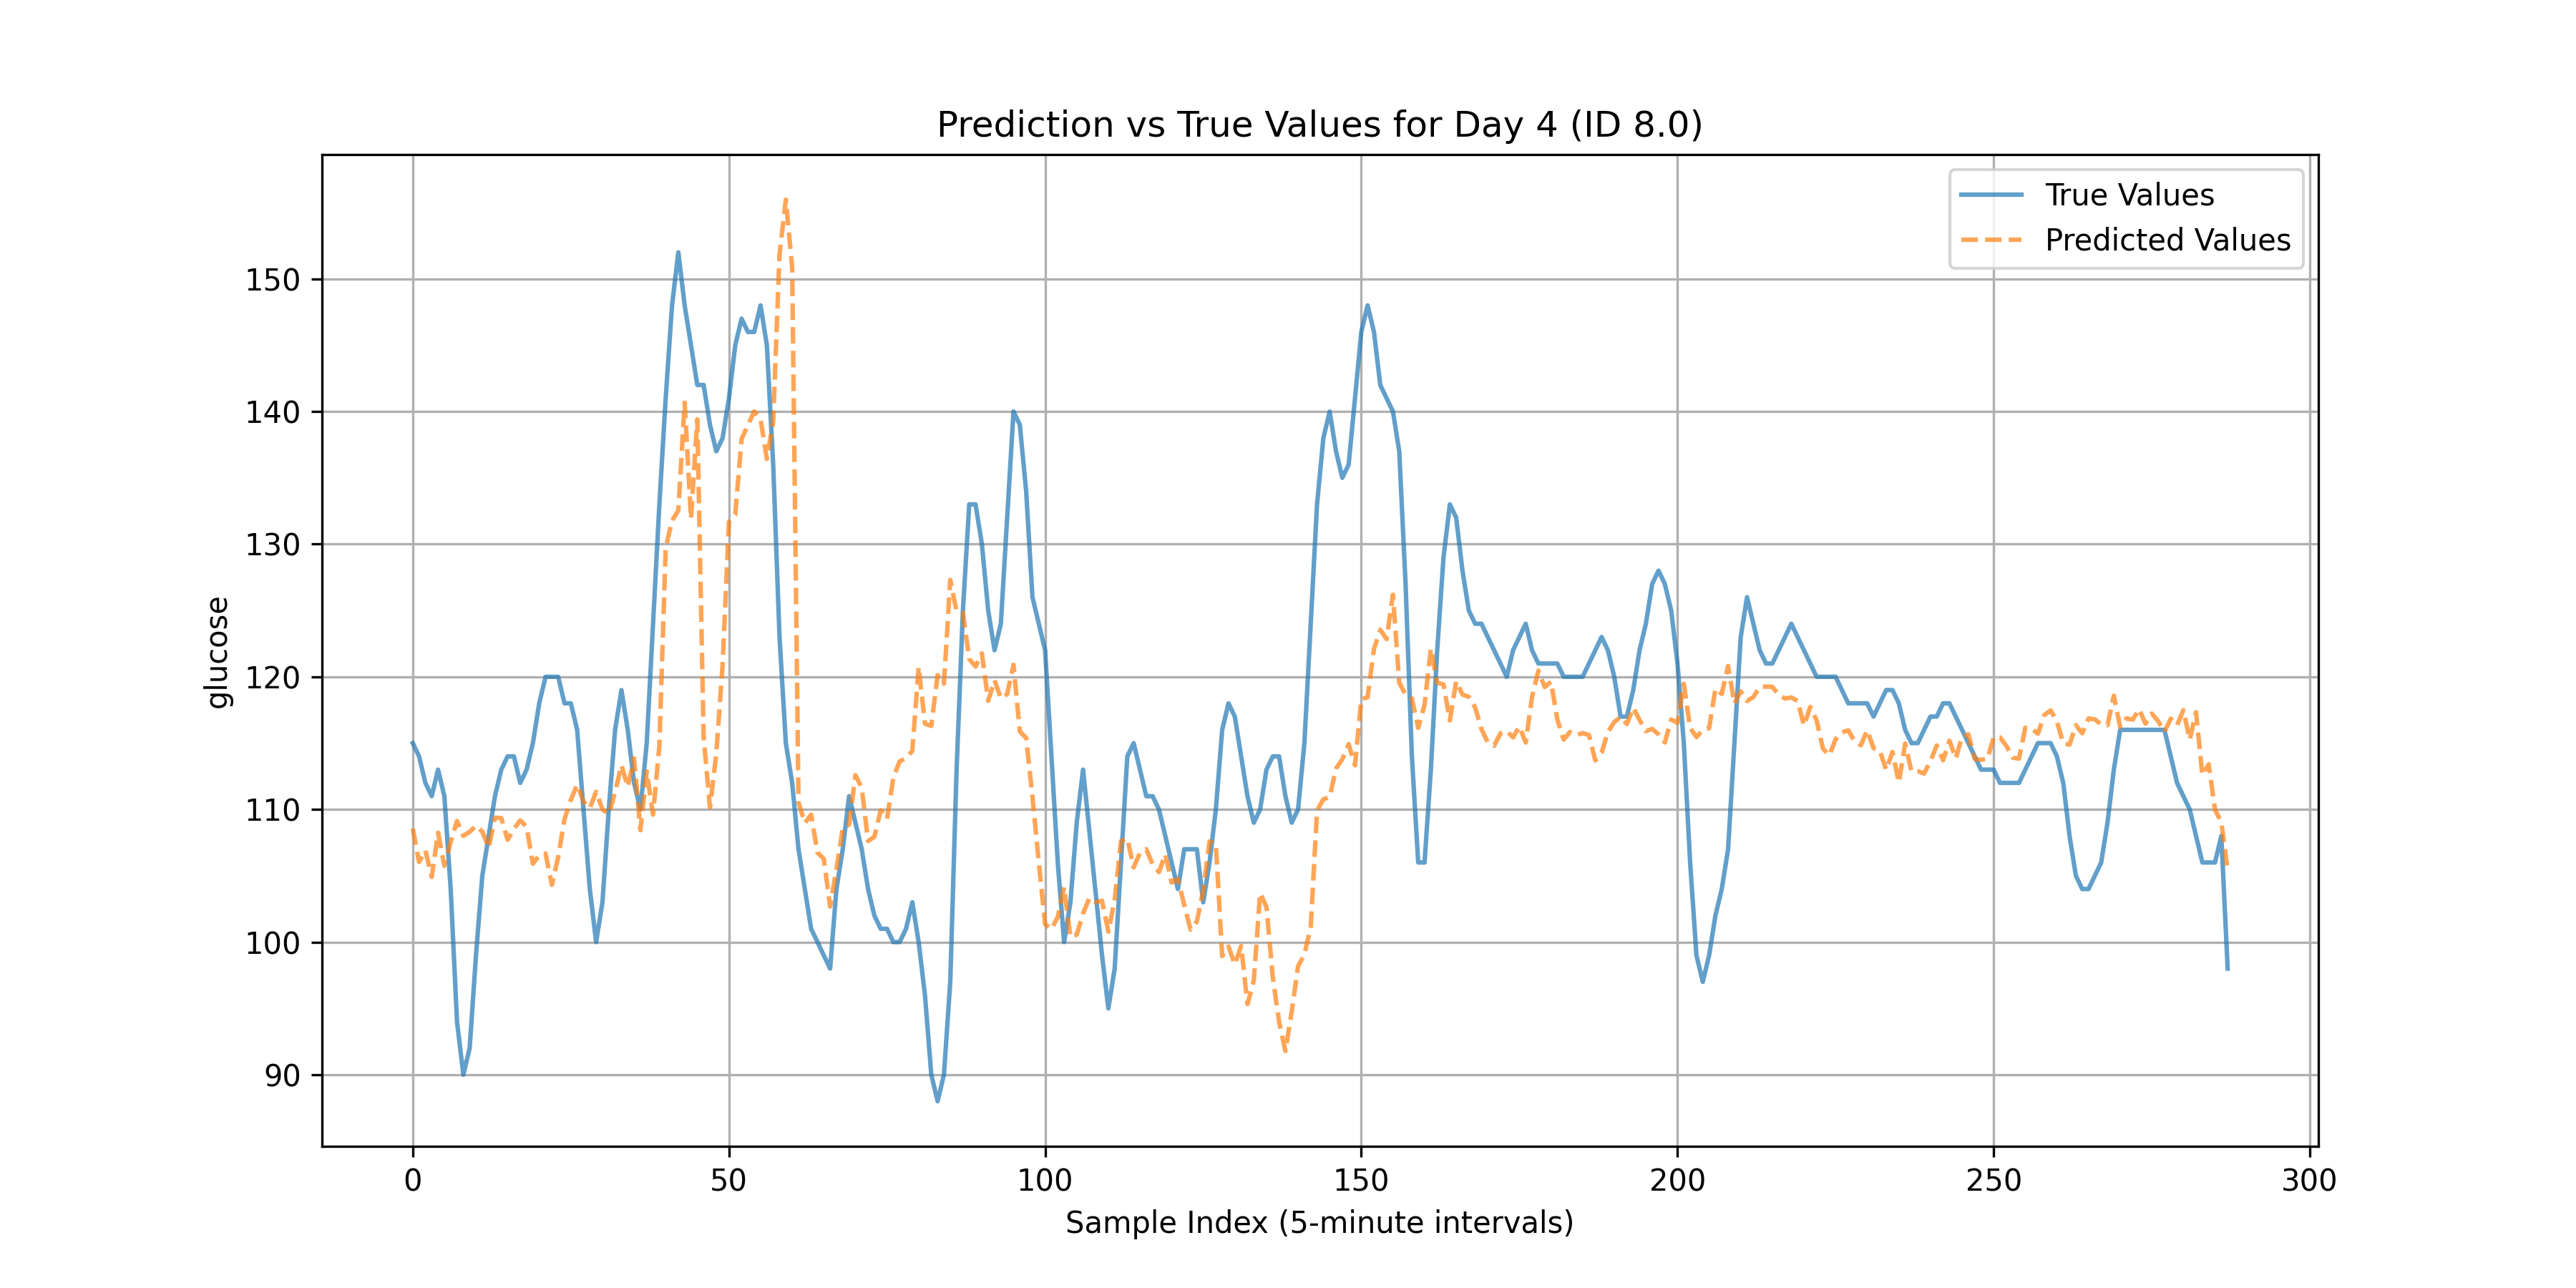 Prediction vs True Values for Day 4 (ID 8.0)
True Values
Predicted Values
glucose
150
140
130
120
110
100
90
0 50 100 150 200 250 300
Sample Index (5-minute intervals)